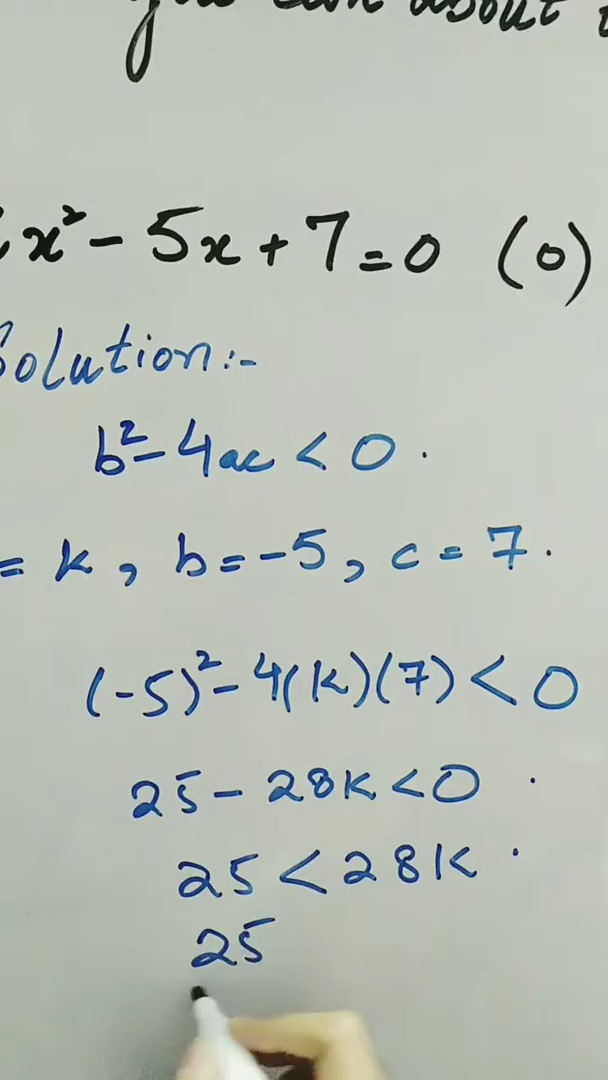 about
x² - 5x + 7 = 0 (0)
Solution:-
b² - 4ac < 0 .
= k, b = -5, c = 7.
(-5)² - 4(k)(7) < 0
25 - 28k < 0 .
25 < 28k .
25